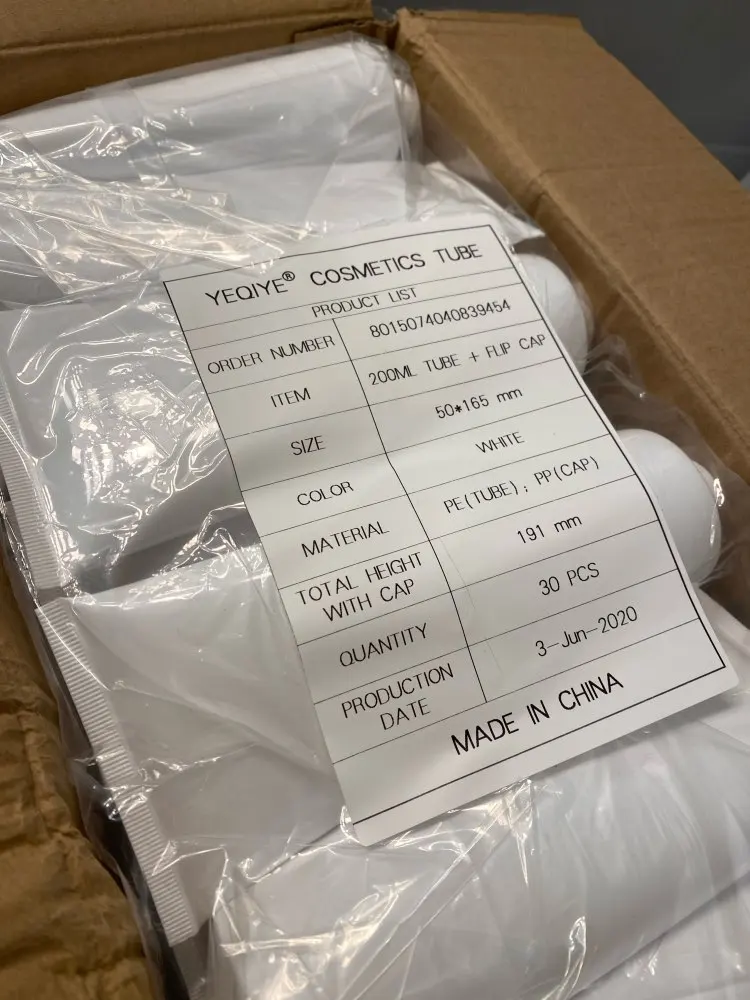 YEQIYE® COSMETICS TUBE
PRODUCT LIST
ORDER NUMBER 8015074040839454
ITEM 200ML TUBE + FLIP CAP
SIZE 50*165 mm
COLOR WHITE
MATERIAL PE(TUBE); PP(CAP)
TOTAL HEIGHT WITH CAP 191 mm
QUANTITY 30 PCS
PRODUCTION DATE 3-Jun-2020
MADE IN CHINA